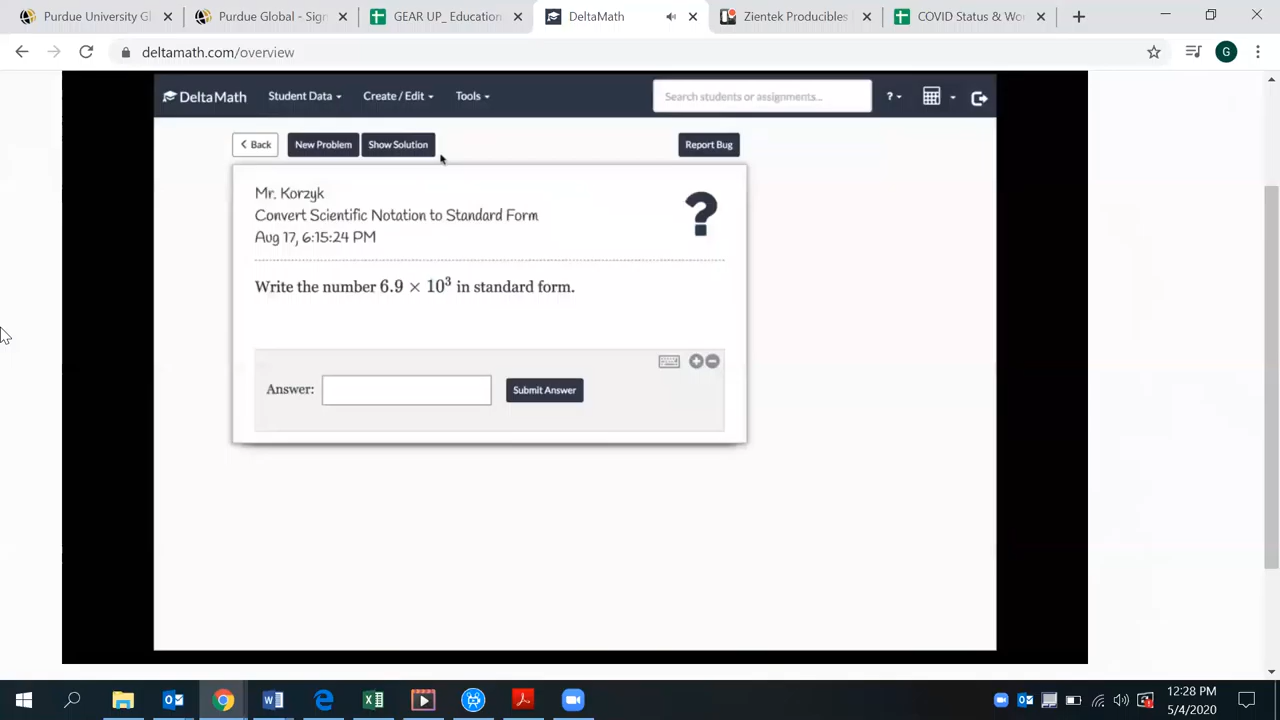 Purdue University Gl
Purdue Global - Sign
GEAR UP_ Education
DeltaMath
Zientek Producibles
COVID Status & Wor
deltamath.com/overview
G
DeltaMath
Student Data
Create / Edit
Tools
Search students or assignments...
?
Back
New Problem
Show Solution
Report Bug
Mr. Korzyk
Convert Scientific Notation to Standard Form
Aug 17, 6:15:24 PM
?
Write the number 6.9 × 10³ in standard form.
Answer:
Submit Answer
12:28 PM
5/4/2020